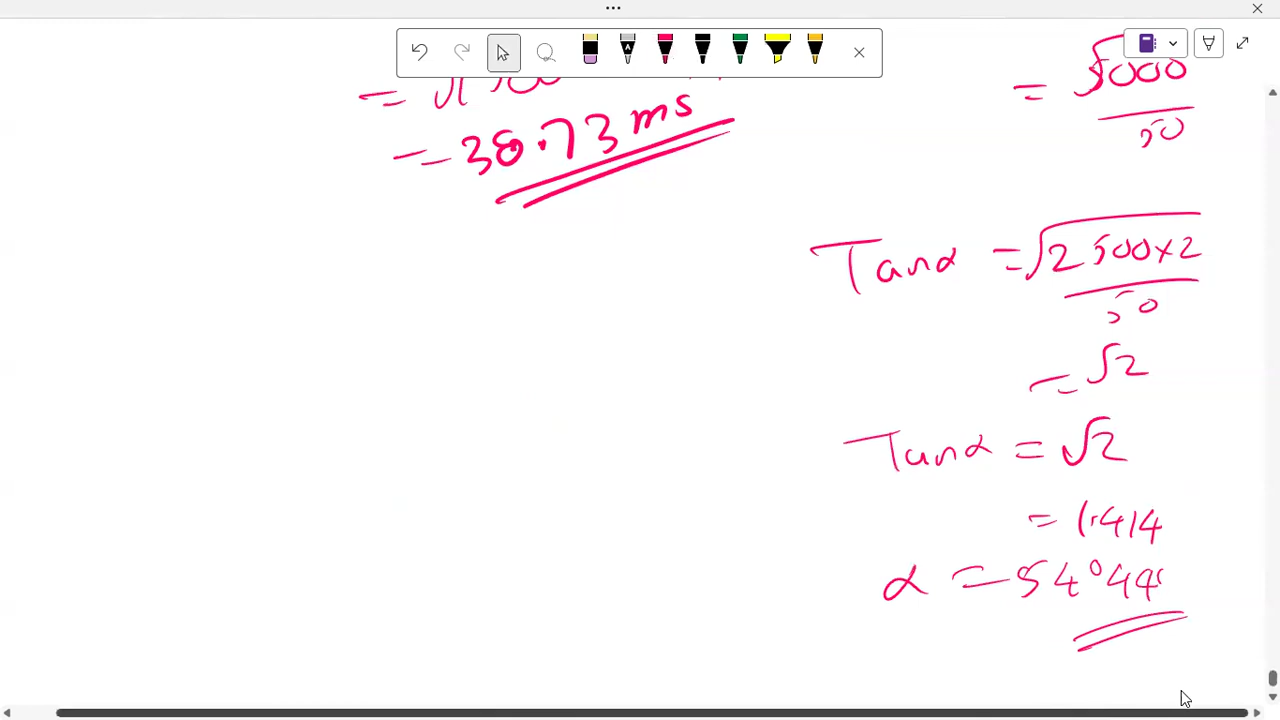 = 38.73 ms
= √5000
50
Tanα = √2500×2
50
= √2
Tanα = √2
= 1.414
α = 54°44'